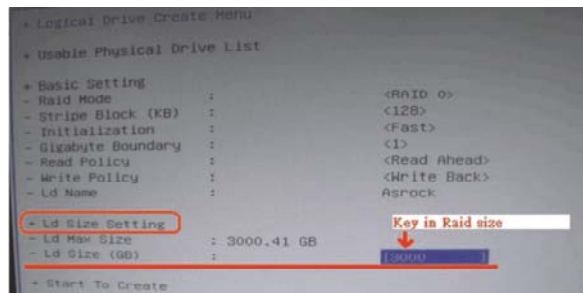 + Logical Drive Create Menu
+ Usable Physical Drive List
+ Basic Setting
- Raid Mode : <RAID 0>
- Stripe Block (KB) : <128>
- Initialization : <Fast>
- Gigabyte Boundary : <1>
- Read Policy : <Read Ahead>
- Write Policy : <Write Back>
- Ld Name : Asrock
+ Ld Size Setting
Key in Raid size
- Ld Max Size : 3000.41 GB
- Ld Size (GB) : [3000 ]
+ Start To Create